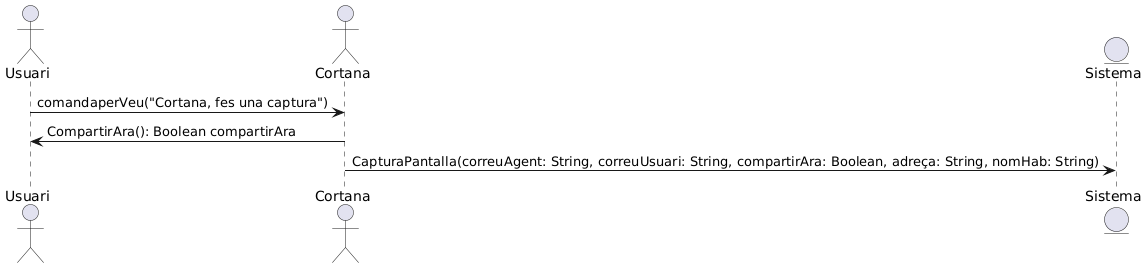 Usuari
Cortana
Sistema
comandaperVeu("Cortana, fes una captura")
CompartirAra(): Boolean compartirAra
CapturaPantalla(correuAgent: String, correuUsuari: String, compartirAra: Boolean, adreça: String, nomHab: String)
Usuari
Cortana
Sistema